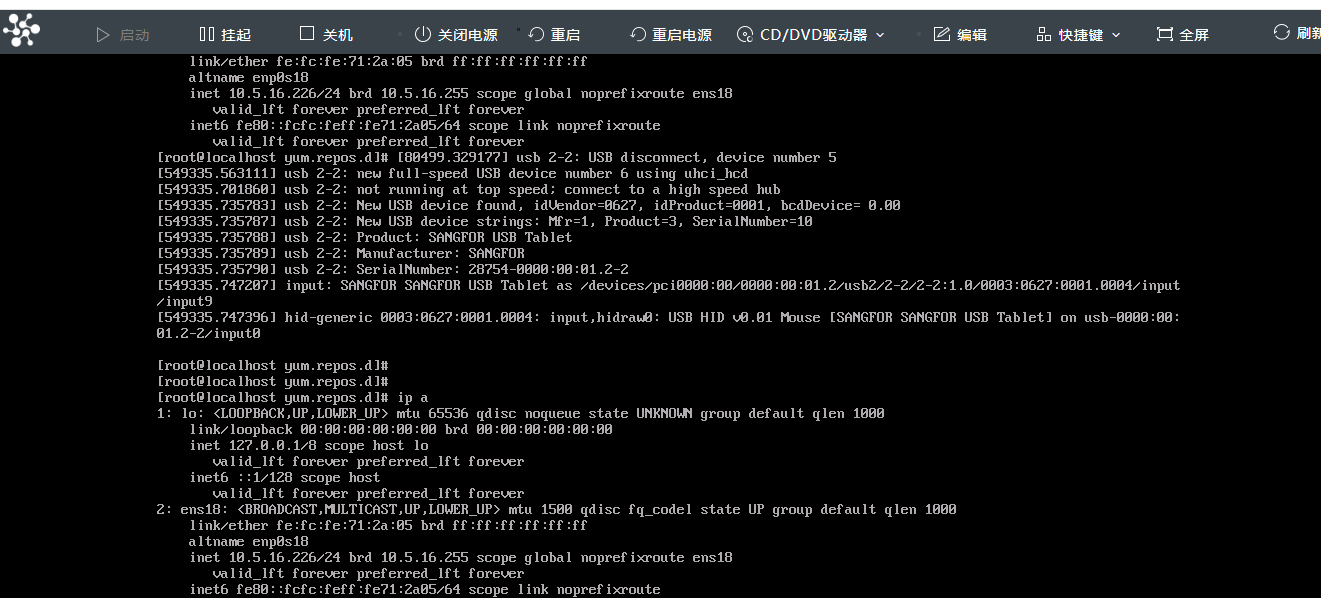 启动 挂起 关机 关闭电源 重启 重启电源 CD/DVD驱动器 编辑 快捷键 全屏 刷新
link/ether fe:fc:fe:71:2a:05 brd ff:ff:ff:ff:ff:ff
altname enp0s18
inet 10.5.16.226/24 brd 10.5.16.255 scope global noprefixroute ens18
valid_lft forever preferred_lft forever
inet6 fe80::fcfc:feff:fe71:2a05/64 scope link noprefixroute
valid_lft forever preferred_lft forever
[root@localhost yum.repos.d]# [80499.329177] usb 2-2: USB disconnect, device number 5
[549335.563111] usb 2-2: new full-speed USB device number 6 using uhci_hcd
[549335.701860] usb 2-2: not running at top speed; connect to a high speed hub
[549335.735783] usb 2-2: New USB device found, idVendor=0627, idProduct=0001, bcdDevice= 0.00
[549335.735787] usb 2-2: New USB device strings: Mfr=1, Product=3, SerialNumber=10
[549335.735788] usb 2-2: Product: SANGFOR USB Tablet
[549335.735789] usb 2-2: Manufacturer: SANGFOR
[549335.735790] usb 2-2: SerialNumber: 28754-0000:00:01.2-2
[549335.747207] input: SANGFOR SANGFOR USB Tablet as /devices/pci0000:00/0000:00:01.2/usb2/2-2/2-2:1.0/0003:0627:0001.0004/input
/input9
[549335.747396] hid-generic 0003:0627:0001.0004: input,hidraw0: USB HID v0.01 Mouse [SANGFOR SANGFOR USB Tablet] on usb-0000:00:
01.2-2/input0
[root@localhost yum.repos.d]#
[root@localhost yum.repos.d]#
[root@localhost yum.repos.d]# ip a
1: lo: <LOOPBACK,UP,LOWER_UP> mtu 65536 qdisc noqueue state UNKNOWN group default qlen 1000
link/loopback 00:00:00:00:00:00 brd 00:00:00:00:00:00
inet 127.0.0.1/8 scope host lo
valid_lft forever preferred_lft forever
inet6 ::1/128 scope host
valid_lft forever preferred_lft forever
2: ens18: <BROADCAST,MULTICAST,UP,LOWER_UP> mtu 1500 qdisc fq_codel state UP group default qlen 1000
link/ether fe:fc:fe:71:2a:05 brd ff:ff:ff:ff:ff:ff
altname enp0s18
inet 10.5.16.226/24 brd 10.5.16.255 scope global noprefixroute ens18
valid_lft forever preferred_lft forever
inet6 fe80::fcfc:feff:fe71:2a05/64 scope link noprefixroute